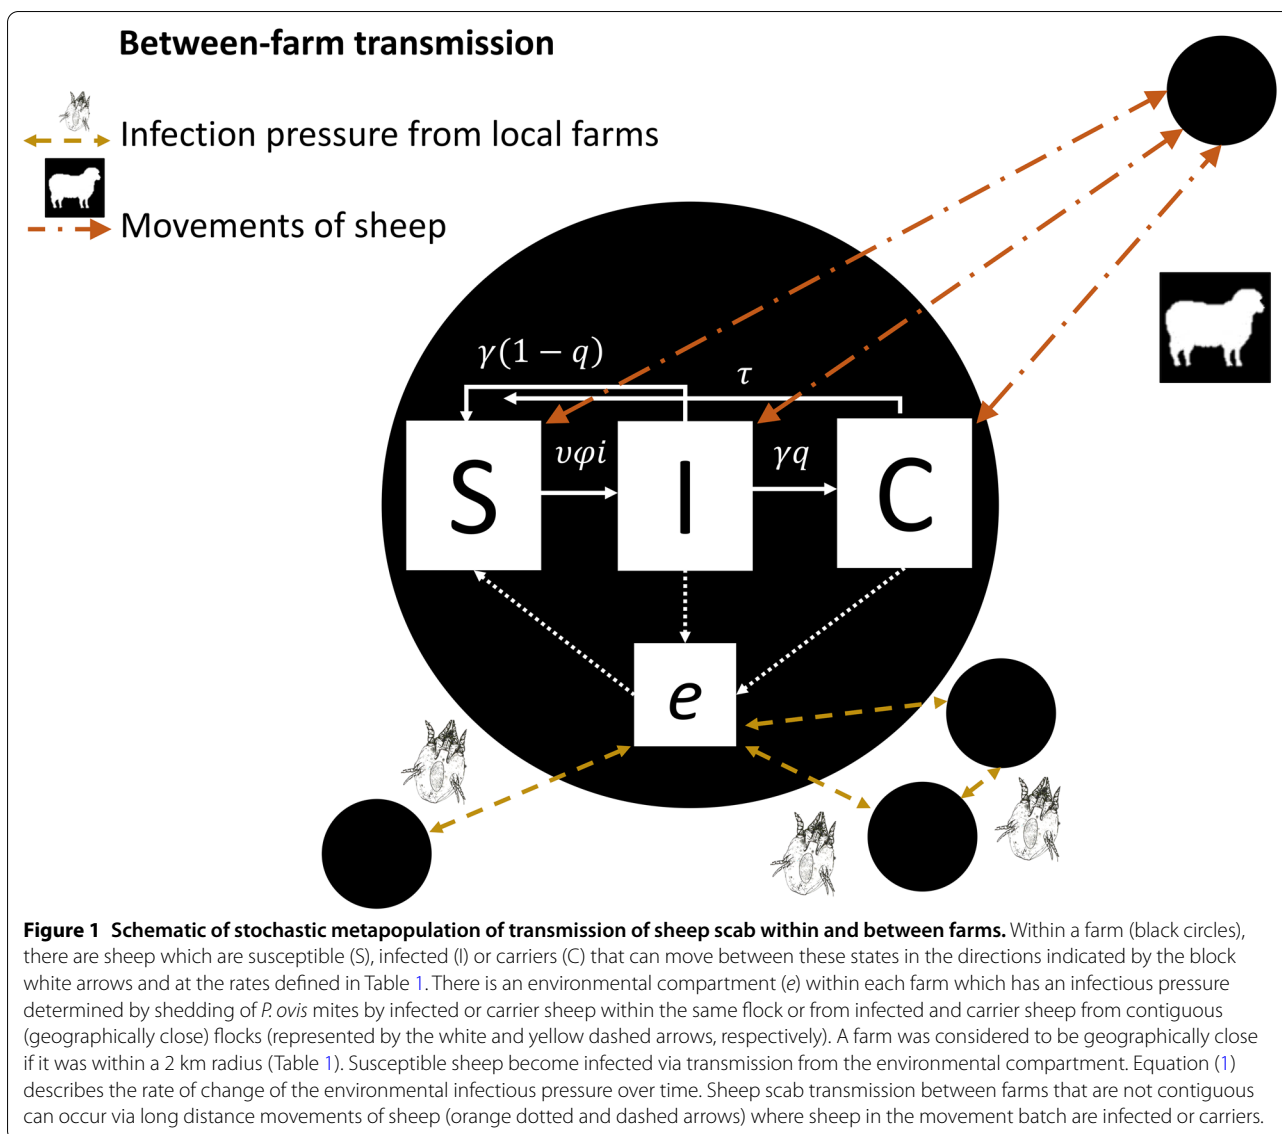 Between-farm transmission
Infection pressure from local farms
Movements of sheep
γ(1 − q)
τ
υφi
γq
S
I
C
e
Figure 1 Schematic of stochastic metapopulation of transmission of sheep scab within and between farms. Within a farm (black circles),
there are sheep which are susceptible (S), infected (I) or carriers (C) that can move between these states in the directions indicated by the block
white arrows and at the rates defined in Table 1. There is an environmental compartment (e) within each farm which has an infectious pressure
determined by shedding of P. ovis mites by infected or carrier sheep within the same flock or from infected and carrier sheep from contiguous
(geographically close) flocks (represented by the white and yellow dashed arrows, respectively). A farm was considered to be geographically close
if it was within a 2 km radius (Table 1). Susceptible sheep become infected via transmission from the environmental compartment. Equation (1)
describes the rate of change of the environmental infectious pressure over time. Sheep scab transmission between farms that are not contiguous
can occur via long distance movements of sheep (orange dotted and dashed arrows) where sheep in the movement batch are infected or carriers.